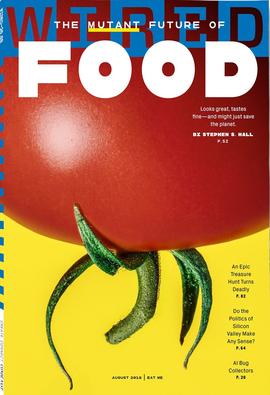 WIRED
THE MUTANT FUTURE OF
FOOD
Looks great, tastes
fine—and might just save
the planet.
BY STEPHEN S. HALL
P.52
An Epic
Treasure
Hunt Turns
Deadly
P.82
Do the
Politics of
Silicon
Valley Make
Any Sense?
P.64
AI Bug
Collectors
P.20
AUGUST 2018 | EAT ME